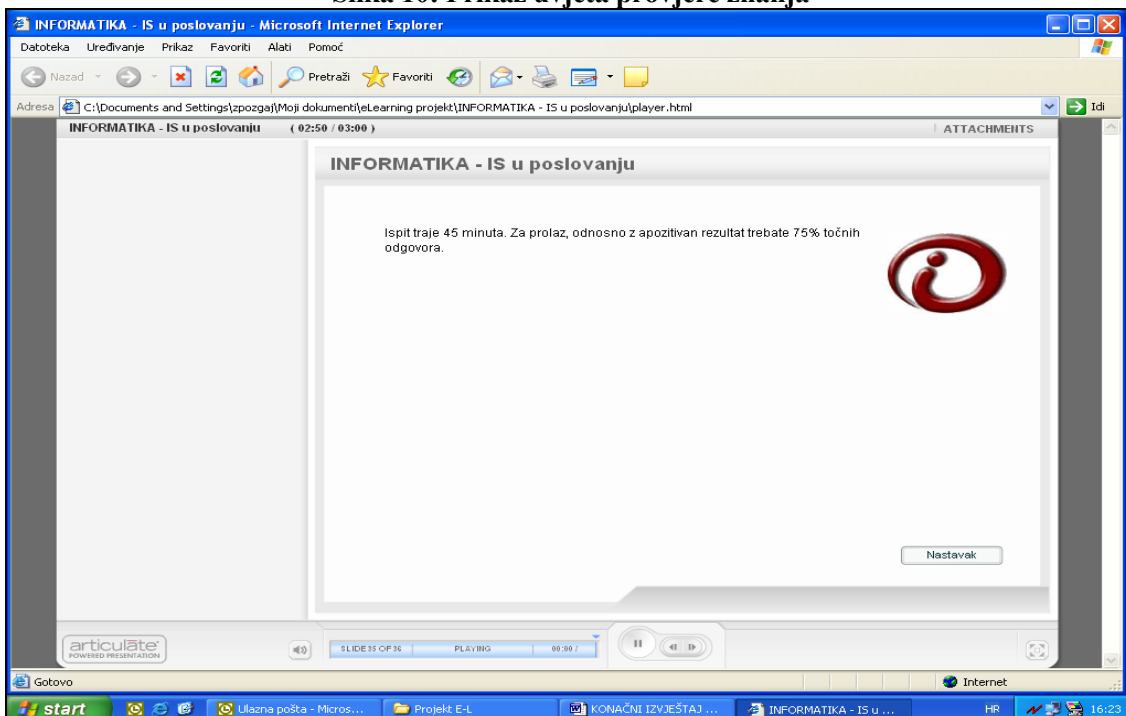 Slika 10: Prikaz uvjeta provjere znanja
INFORMATIKA - IS u poslovanju - Microsoft Internet Explorer
Datoteka Uređivanje Prikaz Favoriti Alati Pomoć
Nazad Pretraži Favoriti
Adresa C:\Documents and Settings\zpozgaj\Moji dokumenti\eLearning projekt\INFORMATIKA - IS u poslovanju\player.html Idi
INFORMATIKA - IS u poslovanju ( 02:50 / 03:00 ) ATTACHMENTS
INFORMATIKA - IS u poslovanju
Ispit traje 45 minuta. Za prolaz, odnosno z apozitivan rezultat trebate 75% točnih
odgovora.
Nastavak
articulate
POWERED PRESENTATION
SLIDE 35 OF 36 PLAYING 00:00 /
Gotovo Internet
start Ulazna pošta - Micros... Projekt E-L KONAČNI IZVJEŠTAJ ... INFORMATIKA - IS u ... HR 16:23